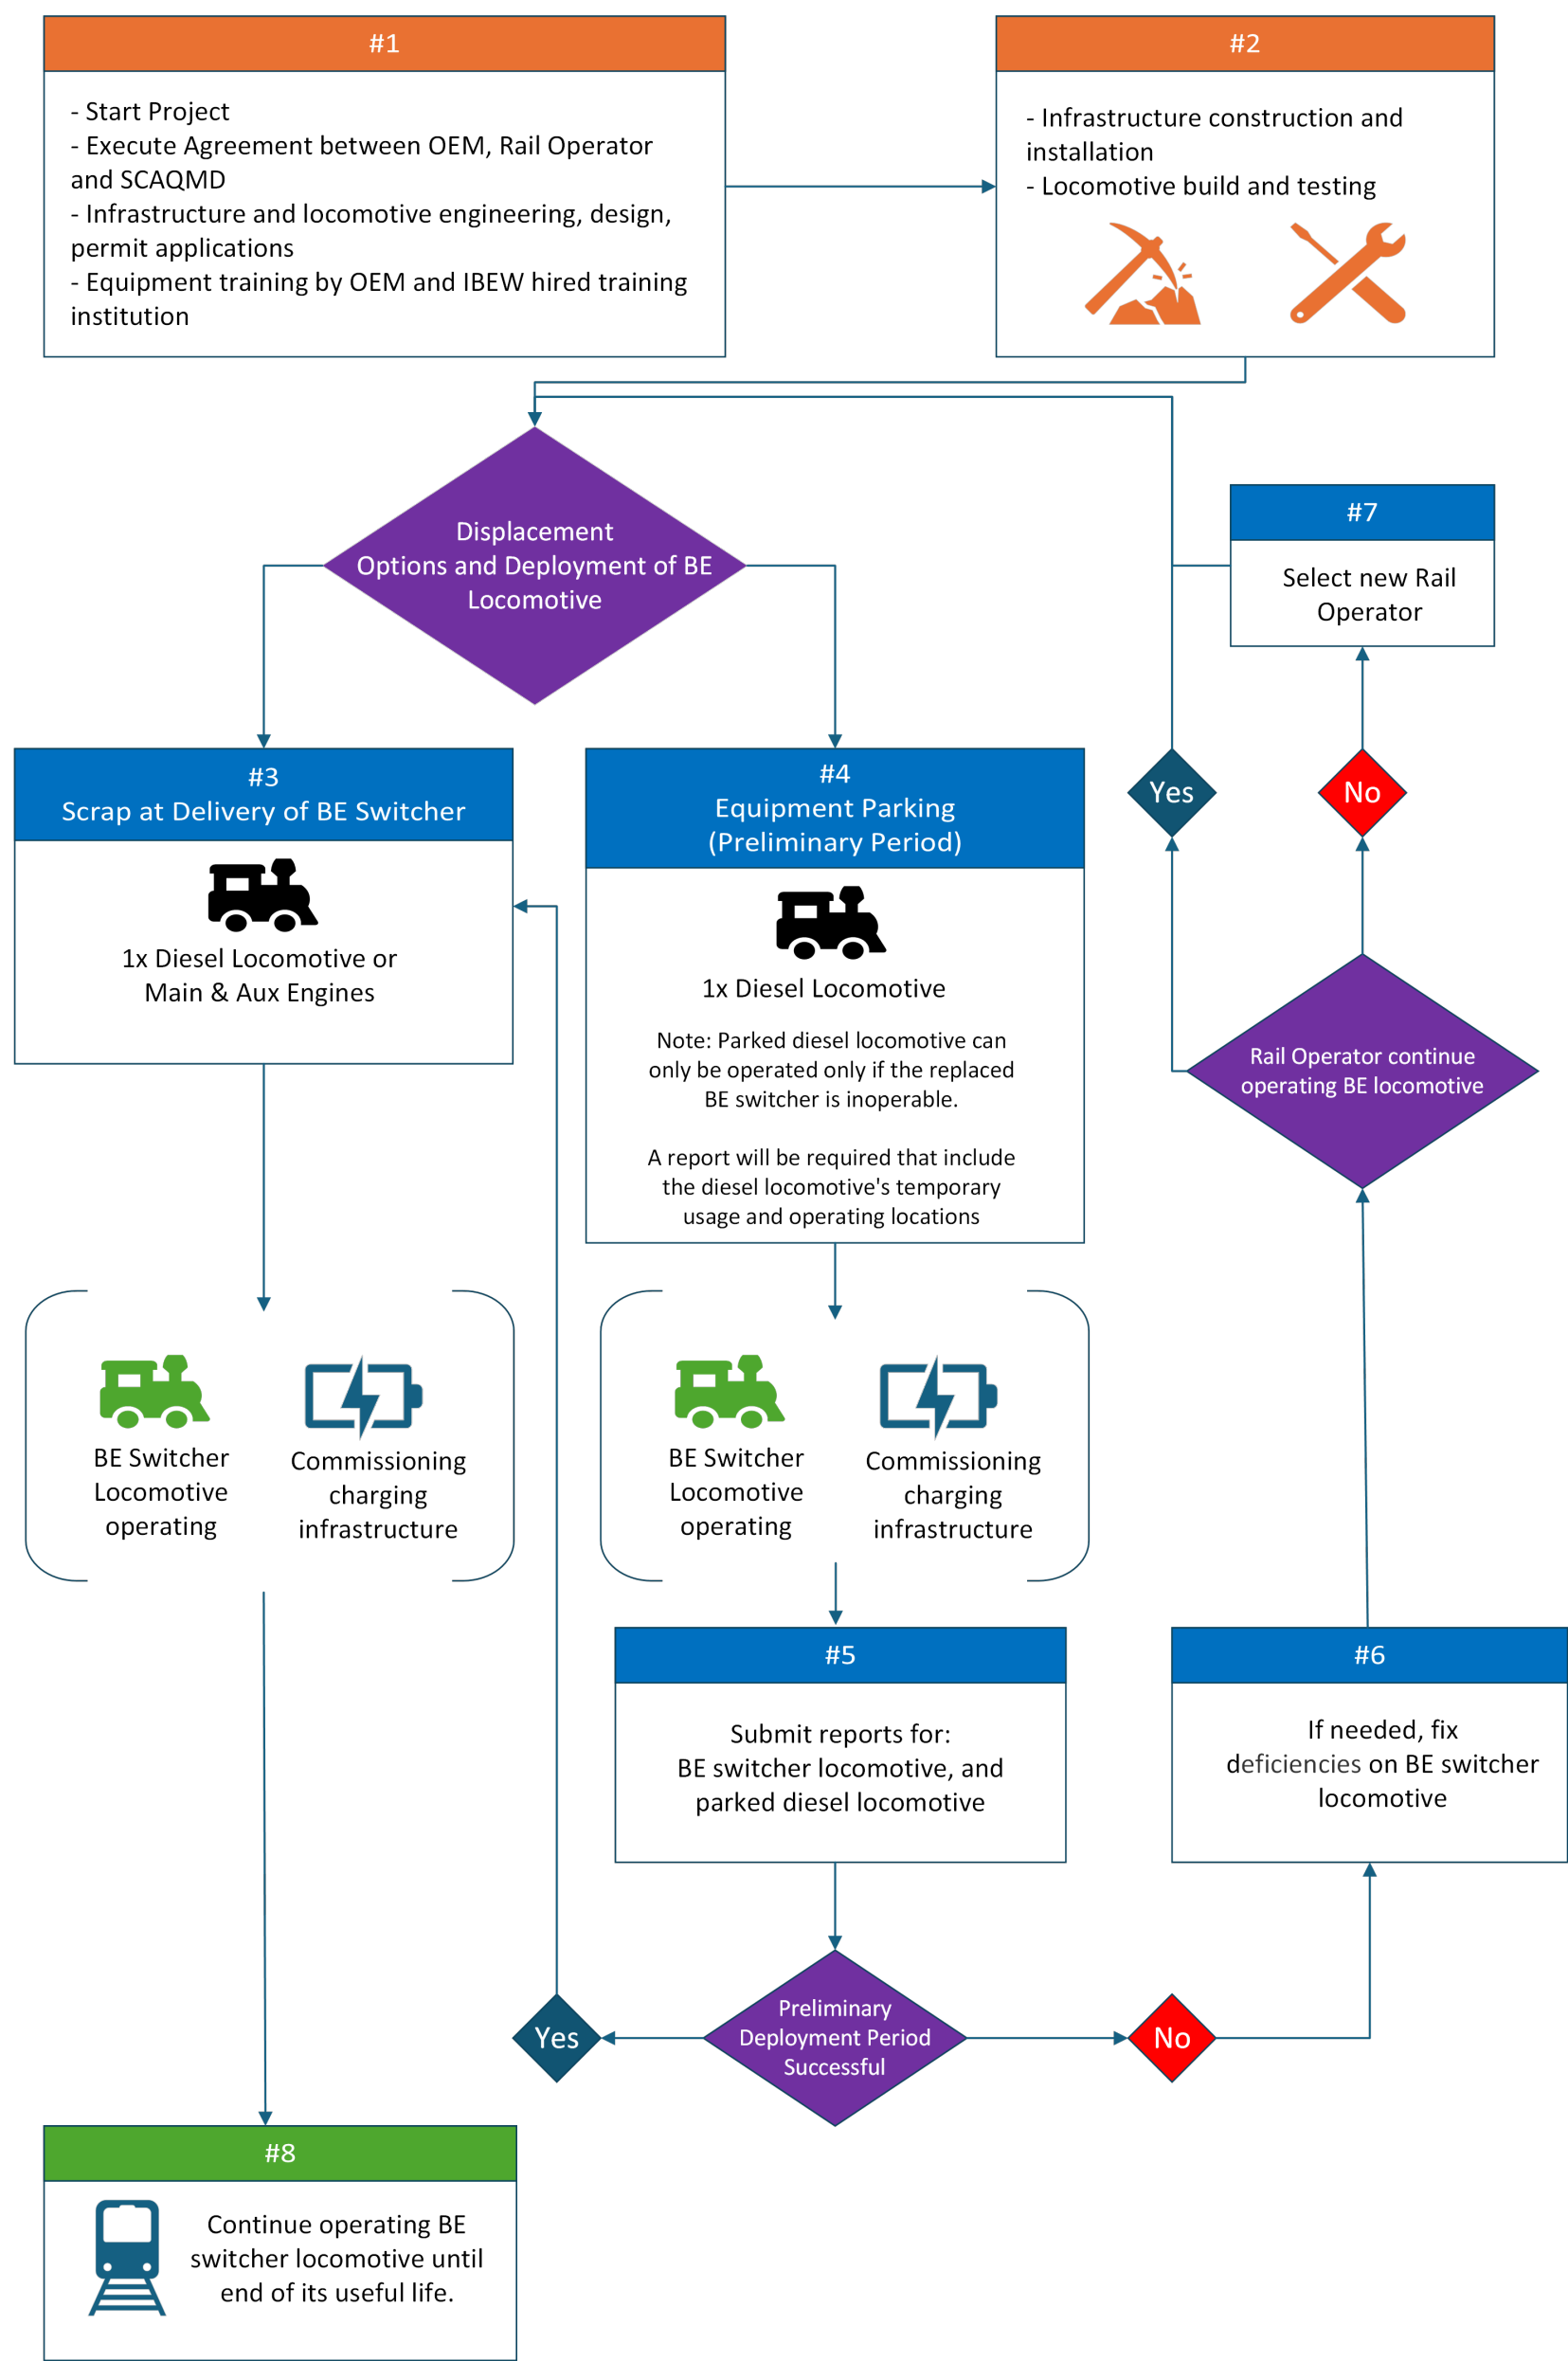 #1
- Start Project
- Execute Agreement between OEM, Rail Operator
and SCAQMD
- Infrastructure and locomotive engineering, design,
permit applications
- Equipment training by OEM and IBEW hired training
institution
#2
- Infrastructure construction and
installation
- Locomotive build and testing
Displacement
Options and Deployment of BE
Locomotive
#7
Select new Rail
Operator
#3
Scrap at Delivery of BE Switcher
1x Diesel Locomotive or
Main & Aux Engines
#4
Equipment Parking
(Preliminary Period)
1x Diesel Locomotive
Note: Parked diesel locomotive can
only be operated only if the replaced
BE switcher is inoperable.
A report will be required that include
the diesel locomotive's temporary
usage and operating locations
Yes
No
Rail Operator continue
operating BE locomotive
BE Switcher
Locomotive
operating
Commissioning
charging
infrastructure
BE Switcher
Locomotive
operating
Commissioning
charging
infrastructure
#5
Submit reports for:
BE switcher locomotive, and
parked diesel locomotive
#6
If needed, fix
deficiencies on BE switcher
locomotive
Yes
Preliminary
Deployment Period
Successful
No
#8
Continue operating BE
switcher locomotive until
end of its useful life.